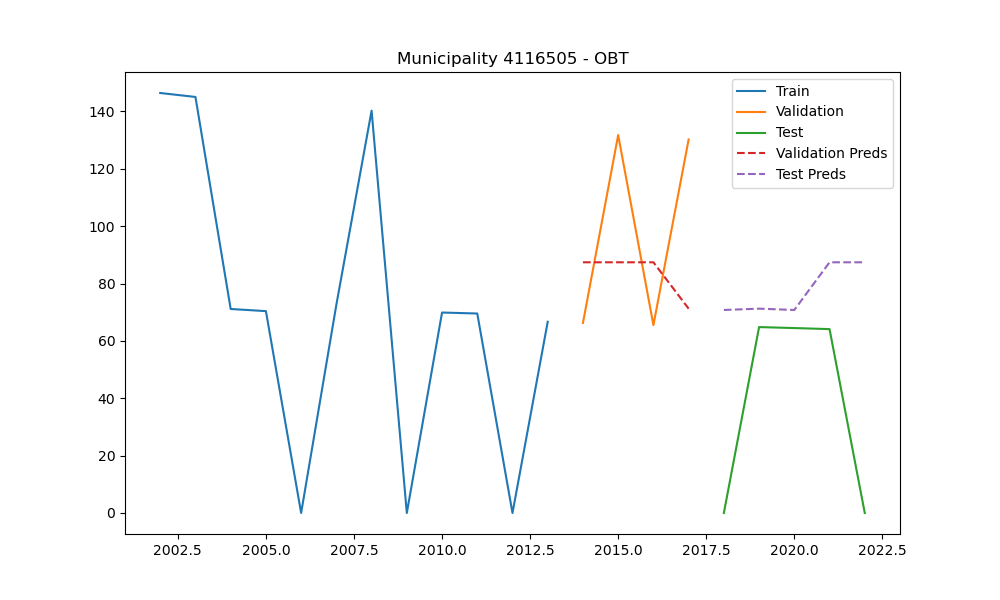 Municipality 4116505 - OBT
Train
Validation
Test
Validation Preds
Test Preds
140
120
100
80
60
40
20
0
2002.5 2005.0 2007.5 2010.0 2012.5 2015.0 2017.5 2020.0 2022.5